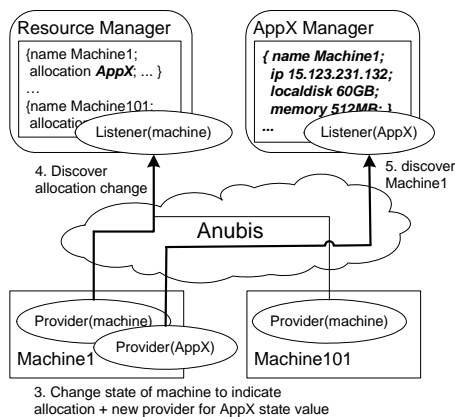 Resource Manager
{name Machine1;
allocation AppX; ... }
...
{name Machine101;
allocation
Listener(machine)
AppX Manager
{ name Machine1;
ip 15.123.231.132;
localdisk 60GB;
memory 512MB; }
...
Listener(AppX)
4. Discover
allocation change
5. discover
Machine1
Anubis
Provider(machine)
Machine1
Provider(AppX)
Provider(machine)
Machine101
3. Change state of machine to indicate
allocation + new provider for AppX state value